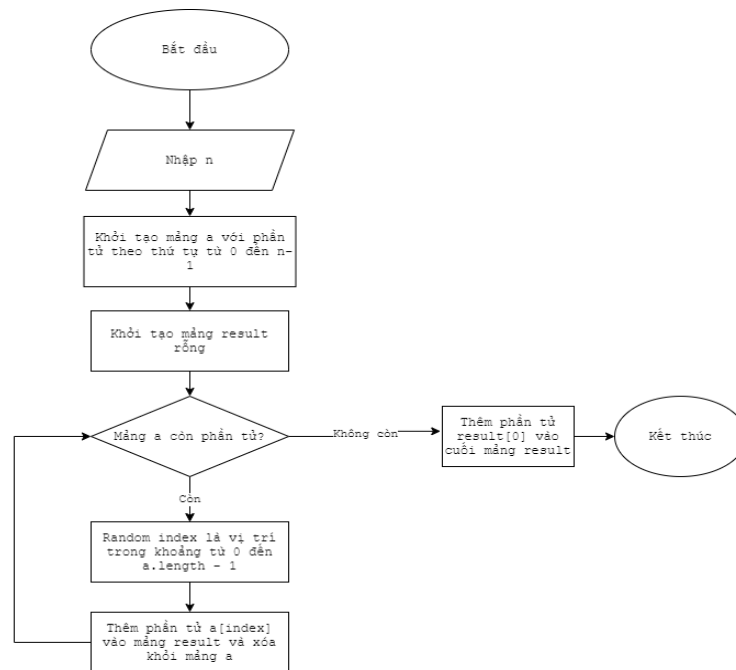 Bắt đầu
Nhập n
Khởi tạo mảng a với phần
tử theo thứ tự từ 0 đến n-
1
Khởi tạo mảng result
rỗng
Mảng a còn phần tử?
Không còn
Thêm phần tử
result[0] vào
cuối mảng result
Kết thúc
Còn
Random index là vị trí
trong khoảng từ 0 đến
a.length - 1
Thêm phần tử a[index]
vào mảng result và xóa
khỏi mảng a